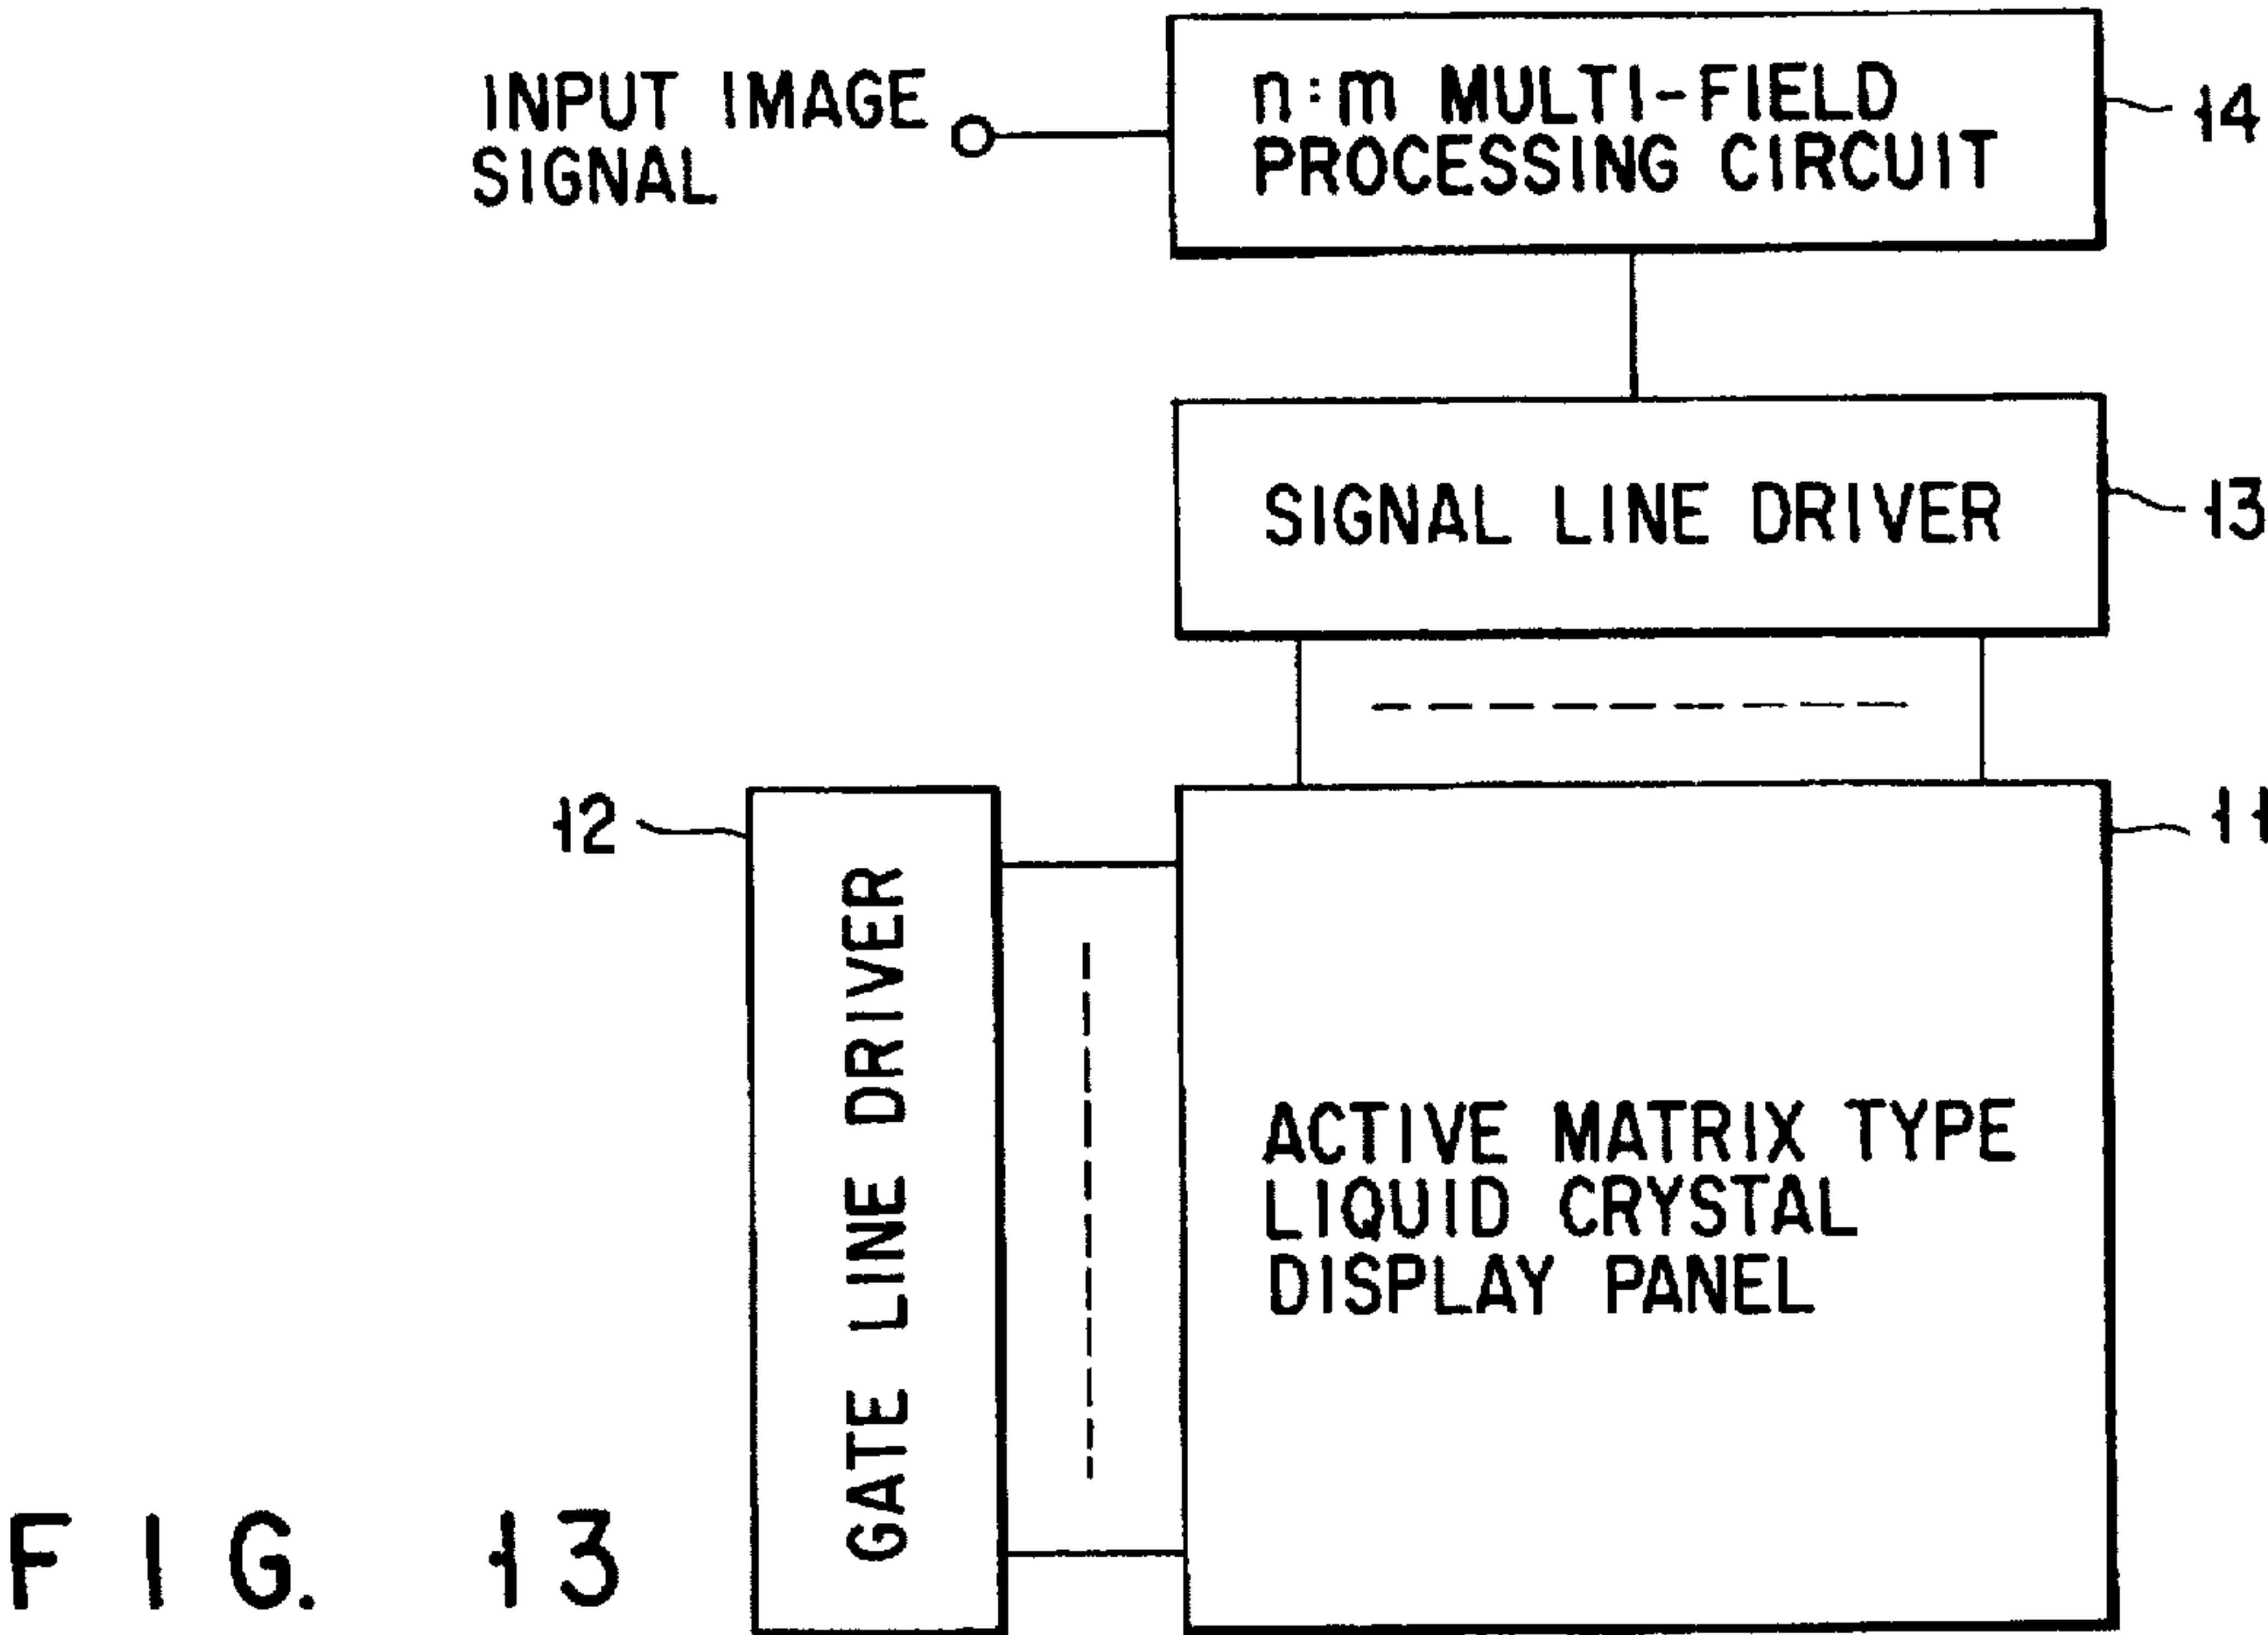 INPUT IMAGE
SIGNAL
n:m MULTI-FIELD
PROCESSING CIRCUIT
14
SIGNAL LINE DRIVER
13
12
GATE LINE DRIVER
11
ACTIVE MATRIX TYPE
LIQUID CRYSTAL
DISPLAY PANEL
FIG. 13